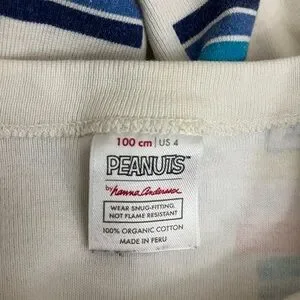 100 cm | US 4
PEANUTS™
by hanna andersson
WEAR SNUG-FITTING,
NOT FLAME RESISTANT
100% ORGANIC COTTON
MADE IN PERU